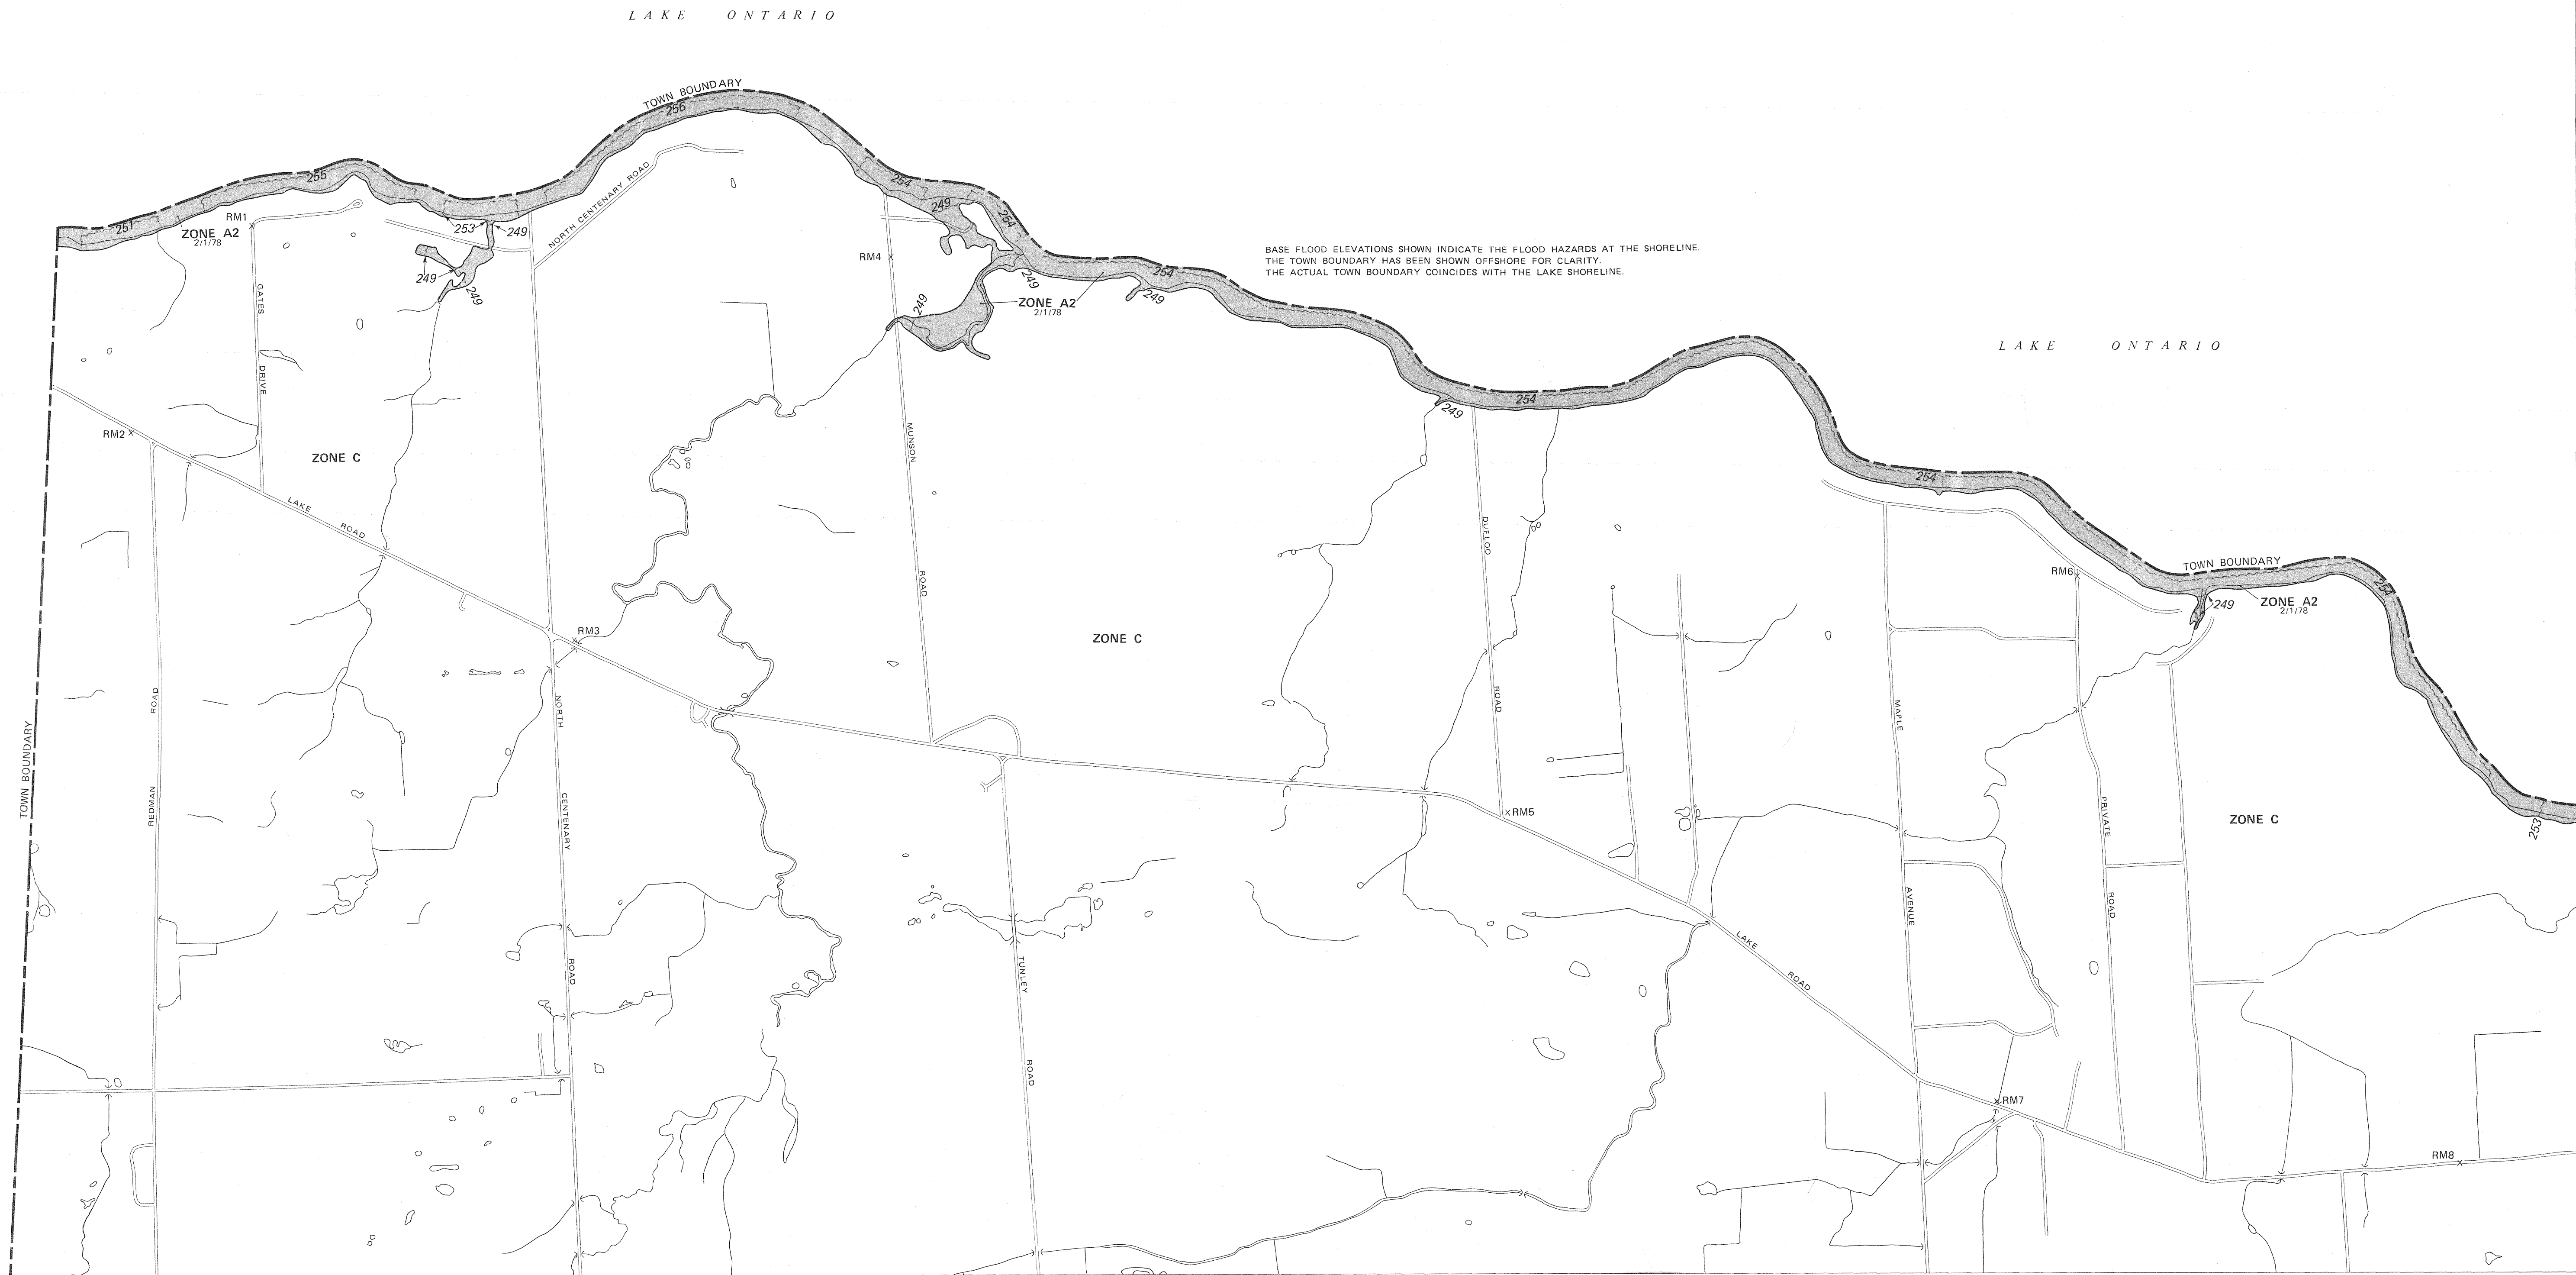 LAKE ONTARIO
TOWN BOUNDARY
256
255
254
251
RM1
ZONE A2
2/1/78
253
249
NORTH CENTENARY ROAD
249
254
249
249
RM4
249
249
ZONE A2
2/1/78
254
249
BASE FLOOD ELEVATIONS SHOWN INDICATE THE FLOOD HAZARDS AT THE SHORELINE.
THE TOWN BOUNDARY HAS BEEN SHOWN OFFSHORE FOR CLARITY.
THE ACTUAL TOWN BOUNDARY COINCIDES WITH THE LAKE SHORELINE.
LAKE ONTARIO
GATES
DRIVE
249
254
249
RM2
ZONE C
MUNSON
ROAD
LAKE
ROAD
254
DUFLOO
ROAD
TOWN BOUNDARY
RM6
254
249
ZONE A2
2/1/78
RM3
ZONE C
TOWN BOUNDARY
REDMAN
ROAD
NORTH
CENTENARY
ROAD
MAPLE
AVENUE
RM5
PRIVATE
ROAD
ZONE C
253
LAKE
ROAD
TUNLEY
ROAD
RM7
RM8